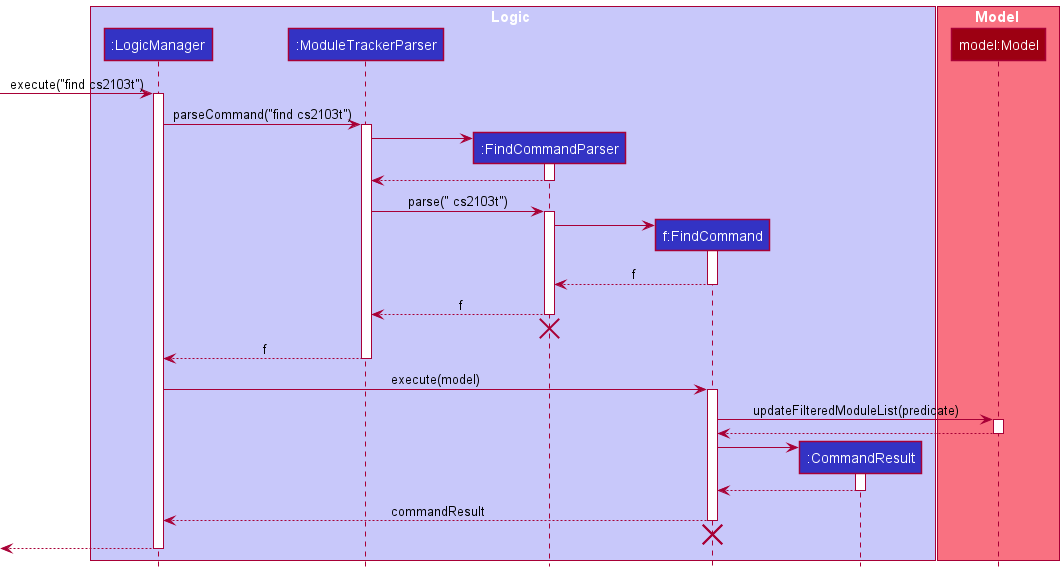 Logic
Model
:LogicManager
:ModuleTrackerParser
model:Model
execute("find cs2103t")
parseCommand("find cs2103t")
:FindCommandParser
parse(" cs2103t")
f:FindCommand
f
f
f
execute(model)
updateFilteredModuleList(predicate)
:CommandResult
commandResult